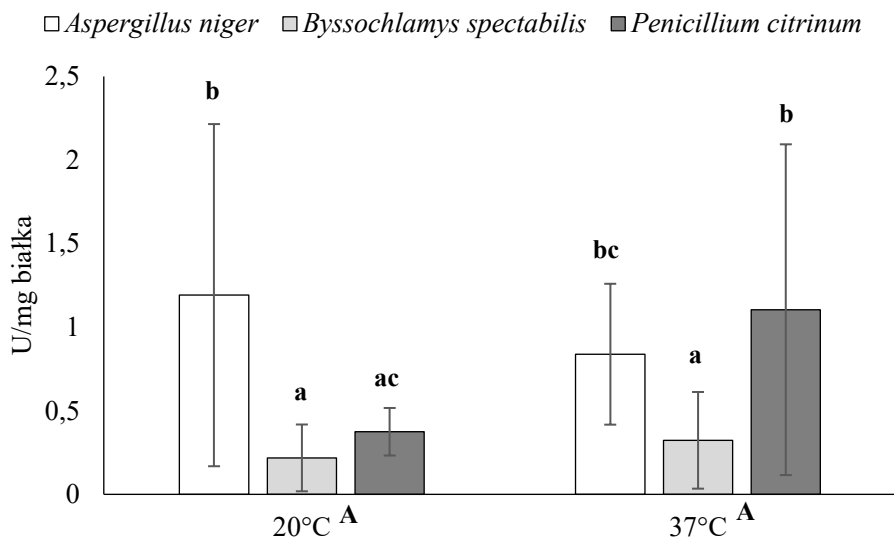 Aspergillus niger Byssochlamys spectabilis Penicillium citrinum
2,5
2
1,5
1
0,5
0
U/mg białka
b
a
ac
bc
a
b
20°C A
37°C A